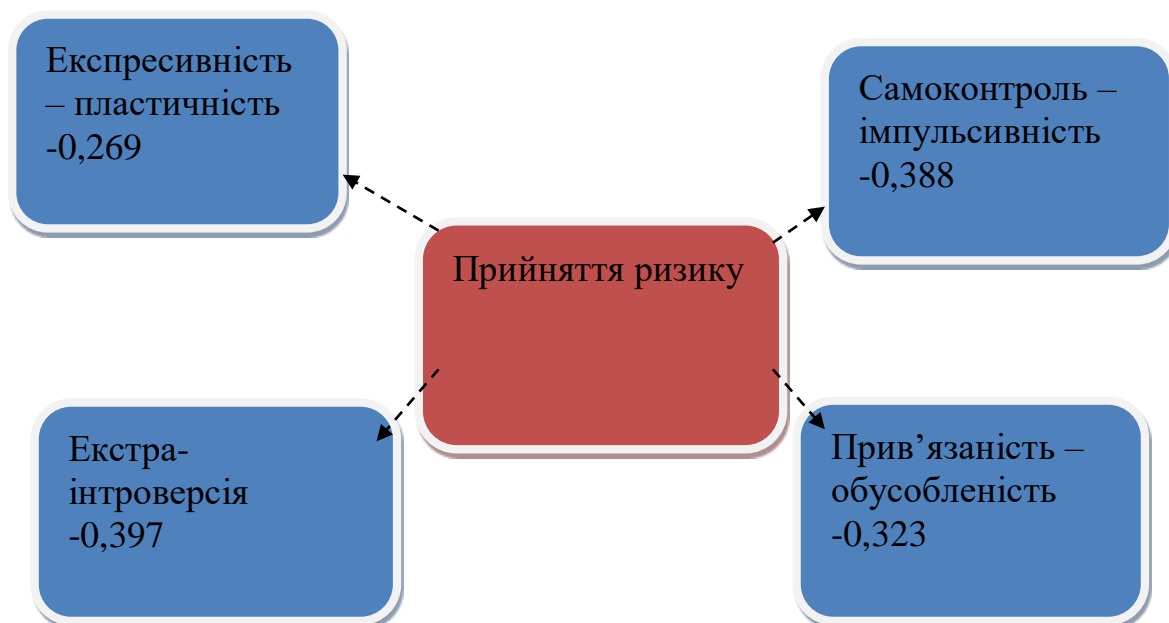 Експресивність
– пластичність
-0,269
Самоконтроль –
імпульсивність
-0,388
Прийняття ризику
Екстра-
інтроверсія
-0,397
Прив’язаність –
обусобленість
-0,323